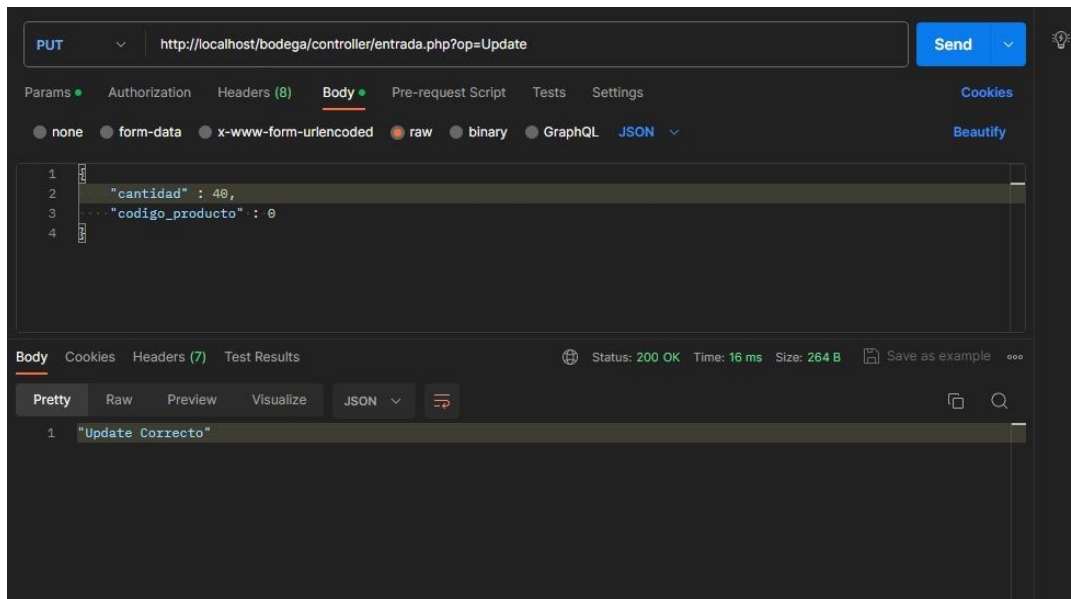 PUT http://localhost/bodega/controller/entrada.php?op=Update Send
Params Authorization Headers (8) Body Pre-request Script Tests Settings Cookies
none form-data x-www-form-urlencoded raw binary GraphQL JSON Beautify
1 {
2 "cantidad" : 40,
3 "codigo_producto" : 0
4 }
Body Cookies Headers (7) Test Results Status: 200 OK Time: 16 ms Size: 264 B Save as example
Pretty Raw Preview Visualize JSON
1 "Update Correcto"